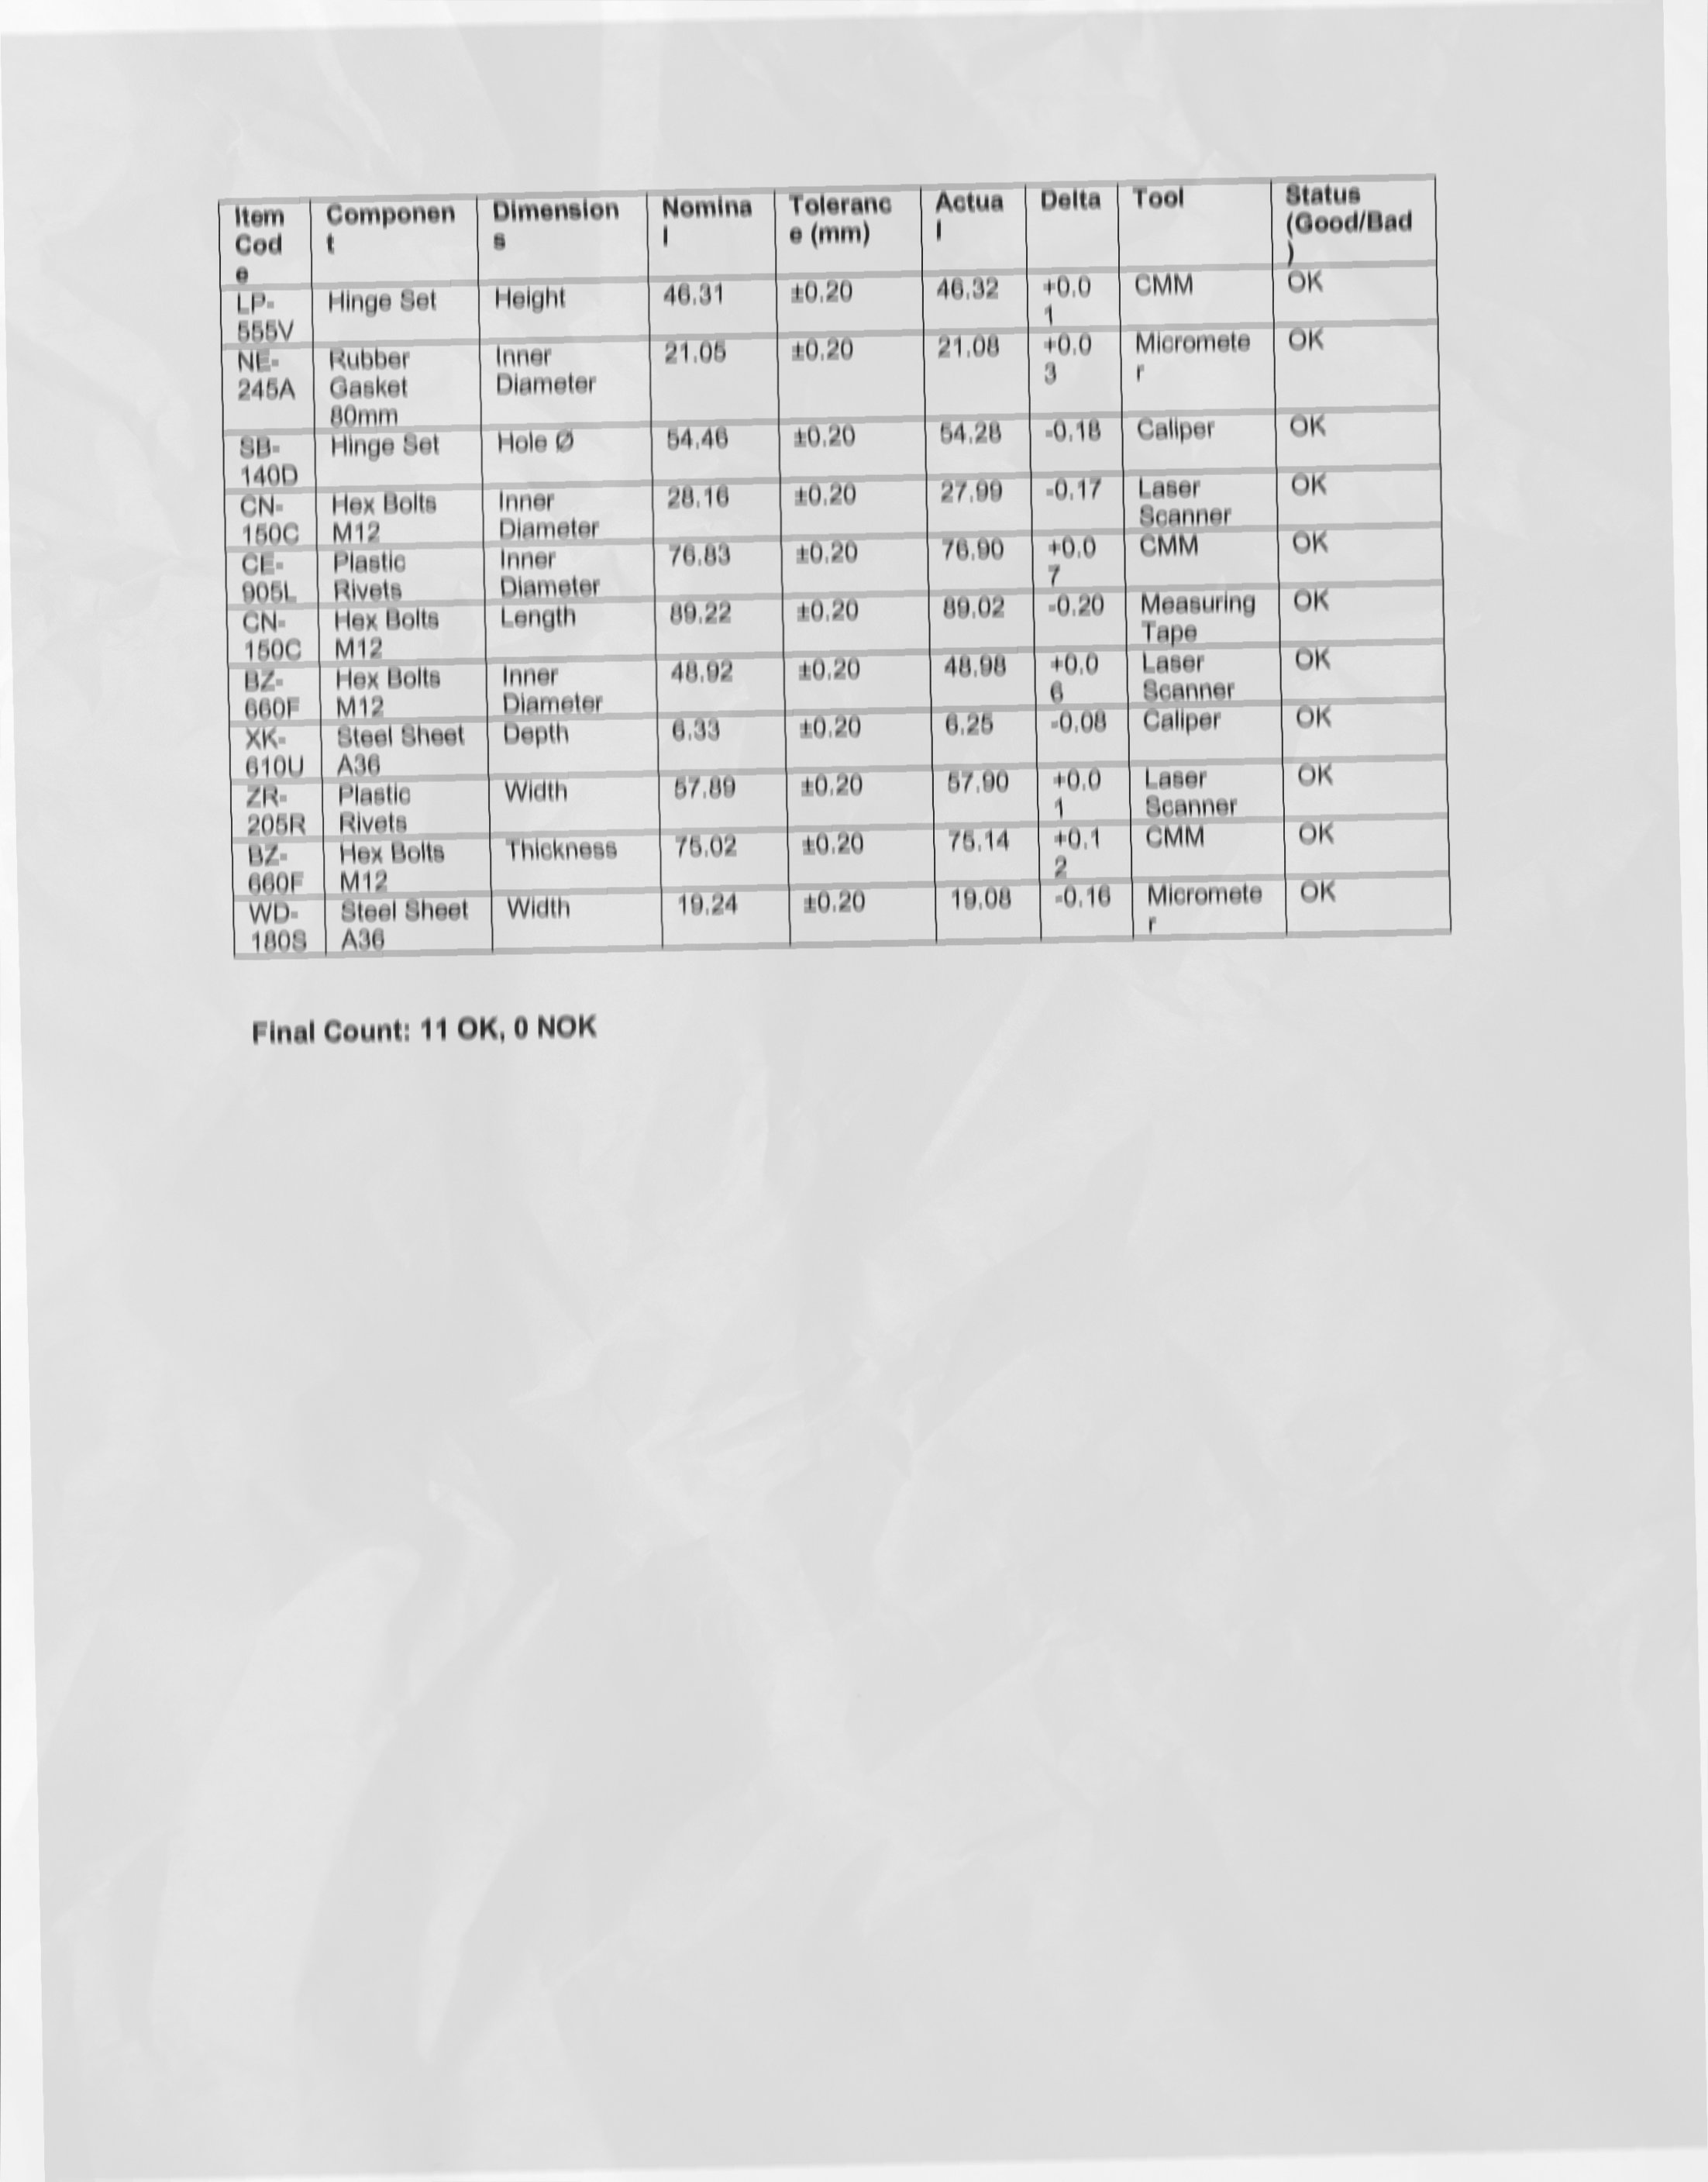 Item Code Component Dimensions Nominal Tolerance (mm) Actual Delta Tool Status (Good/Bad)
LP-555V Hinge Set Height 46.31 ±0.20 46.32 +0.01 CMM OK
NE-245A Rubber Gasket 80mm Inner Diameter 21.05 ±0.20 21.08 +0.03 Micrometer OK
SB-140D Hinge Set Hole Ø 54.46 ±0.20 54.28 -0.18 Caliper OK
CN-150C Hex Bolts M12 Inner Diameter 28.16 ±0.20 27.99 -0.17 Laser Scanner OK
CE-905L Plastic Rivets Inner Diameter 76.83 ±0.20 76.90 +0.07 CMM OK
CN-150C Hex Bolts M12 Length 89.22 ±0.20 89.02 -0.20 Measuring Tape OK
BZ-660F Hex Bolts M12 Inner Diameter 48.92 ±0.20 48.98 +0.06 Laser Scanner OK
XK-610U Steel Sheet A36 Depth 6.33 ±0.20 6.25 -0.08 Caliper OK
ZR-205R Plastic Rivets Width 57.89 ±0.20 57.90 +0.01 Laser Scanner OK
BZ-660F Hex Bolts M12 Thickness 75.02 ±0.20 75.14 +0.12 CMM OK
WD-180S Steel Sheet A36 Width 19.24 ±0.20 19.08 -0.16 Micrometer OK
Final Count: 11 OK, 0 NOK